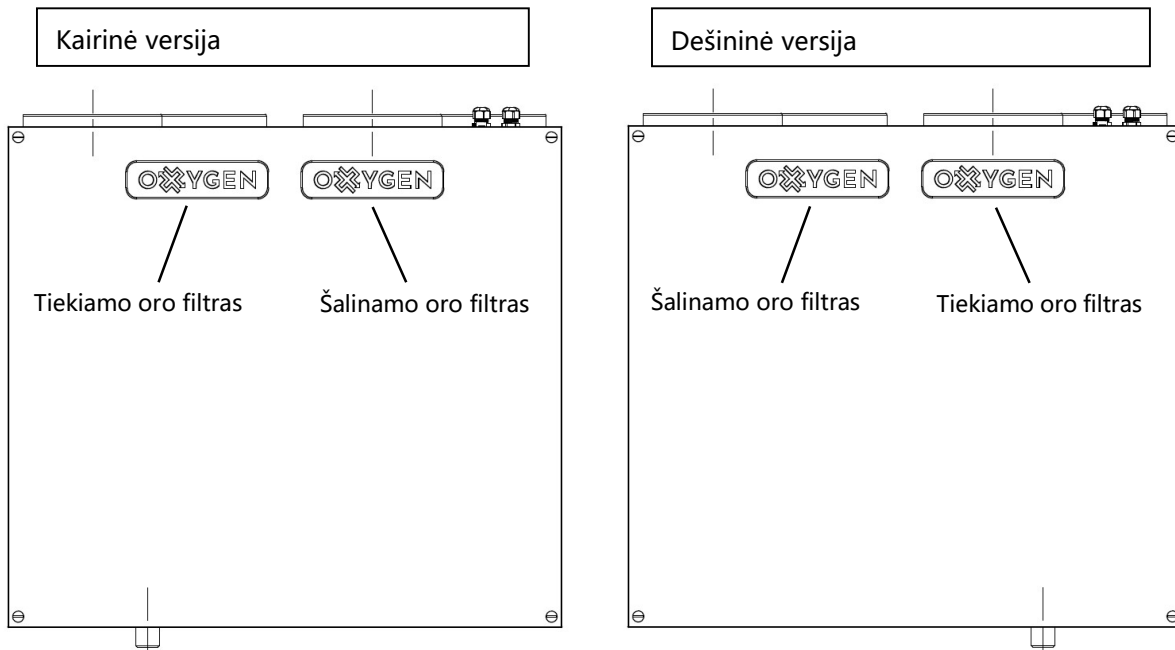 Kairinė versija
Dešininė versija
OXYGEN OXYGEN
OXYGEN OXYGEN
Tiekiamo oro filtras
Šalinamo oro filtras
Šalinamo oro filtras
Tiekiamo oro filtras